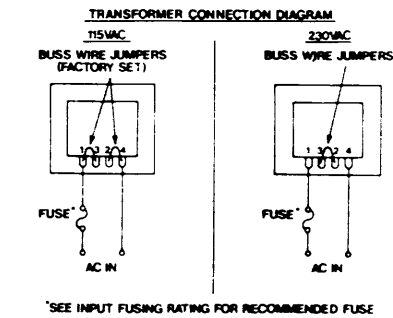 TRANSFORMER CONNECTION DIAGRAM
115VAC
BUSS WIRE JUMPERS
(FACTORY SET)
1 3 2 4
FUSE*
AC IN
230VAC
BUSS WIRE JUMPERS
1 3 2 4
FUSE*
AC IN
*SEE INPUT FUSING RATING FOR RECOMMENDED FUSE